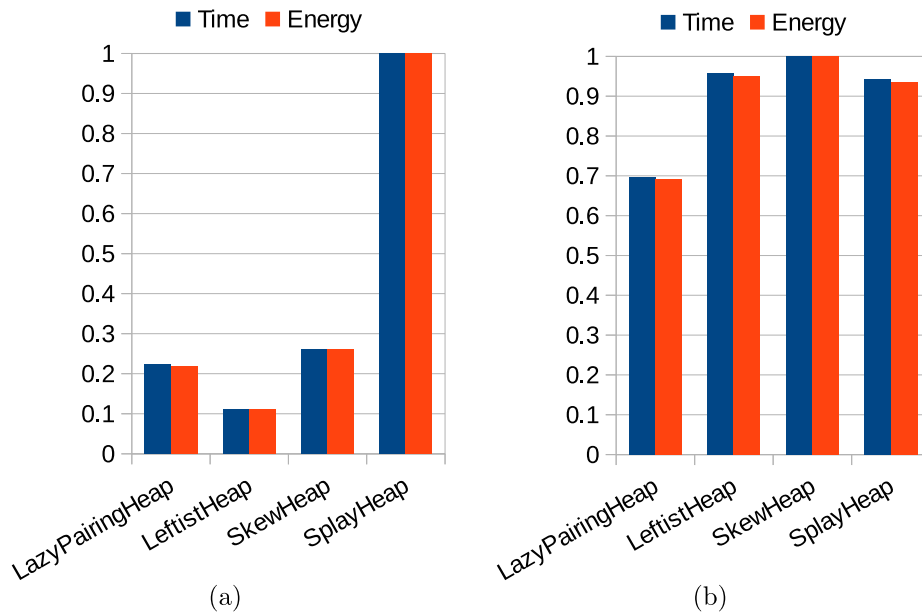 Time Energy
1
0.9
0.8
0.7
0.6
0.5
0.4
0.3
0.2
0.1
0
LazyPairingHeap
LeftistHeap
SkewHeap
SplayHeap
(a)
Time Energy
1
0.9
0.8
0.7
0.6
0.5
0.4
0.3
0.2
0.1
0
LazyPairingHeap
LeftistHeap
SkewHeap
SplayHeap
(b)